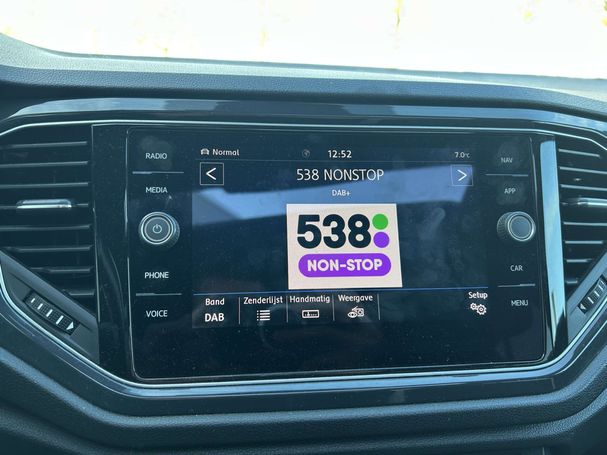 RADIO
MEDIA
PHONE
VOICE
Normal
12:52
7.0°C
< 538 NONSTOP >
DAB+
538
NON-STOP
Band
DAB
Zenderlijst
Handmatig
Weergave
Setup
NAV
APP
CAR
MENU